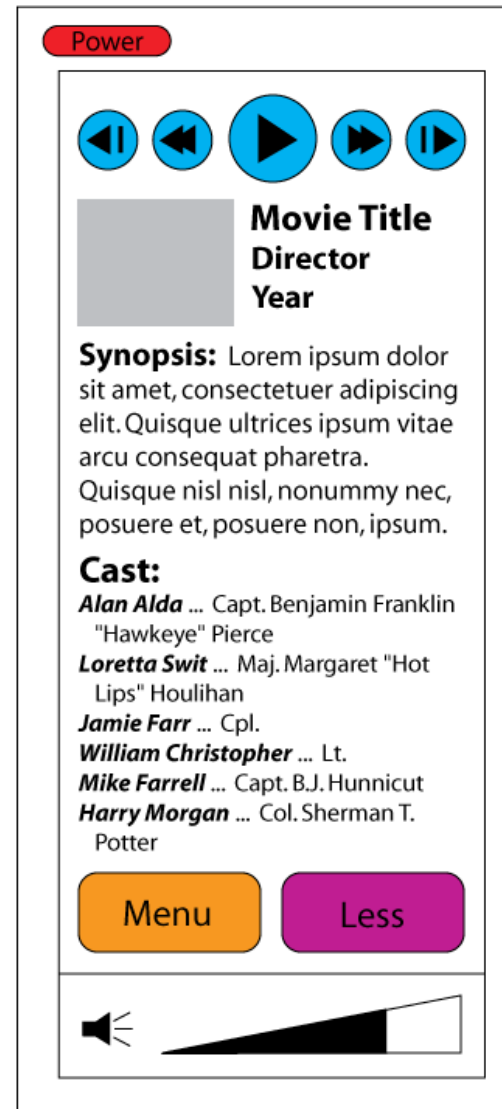 Power
Movie Title
Director
Year
Synopsis: Lorem ipsum dolor
sit amet, consectetuer adipiscing
elit. Quisque ultrices ipsum vitae
arcu consequat pharetra.
Quisque nisl nisl, nonummy nec,
posuere et, posuere non, ipsum.
Cast:
Alan Alda ... Capt. Benjamin Franklin
"Hawkeye" Pierce
Loretta Swit ... Maj. Margaret "Hot
Lips" Houlihan
Jamie Farr ... Cpl.
William Christopher ... Lt.
Mike Farrell ... Capt. B.J. Hunnicut
Harry Morgan ... Col. Sherman T.
Potter
Menu
Less